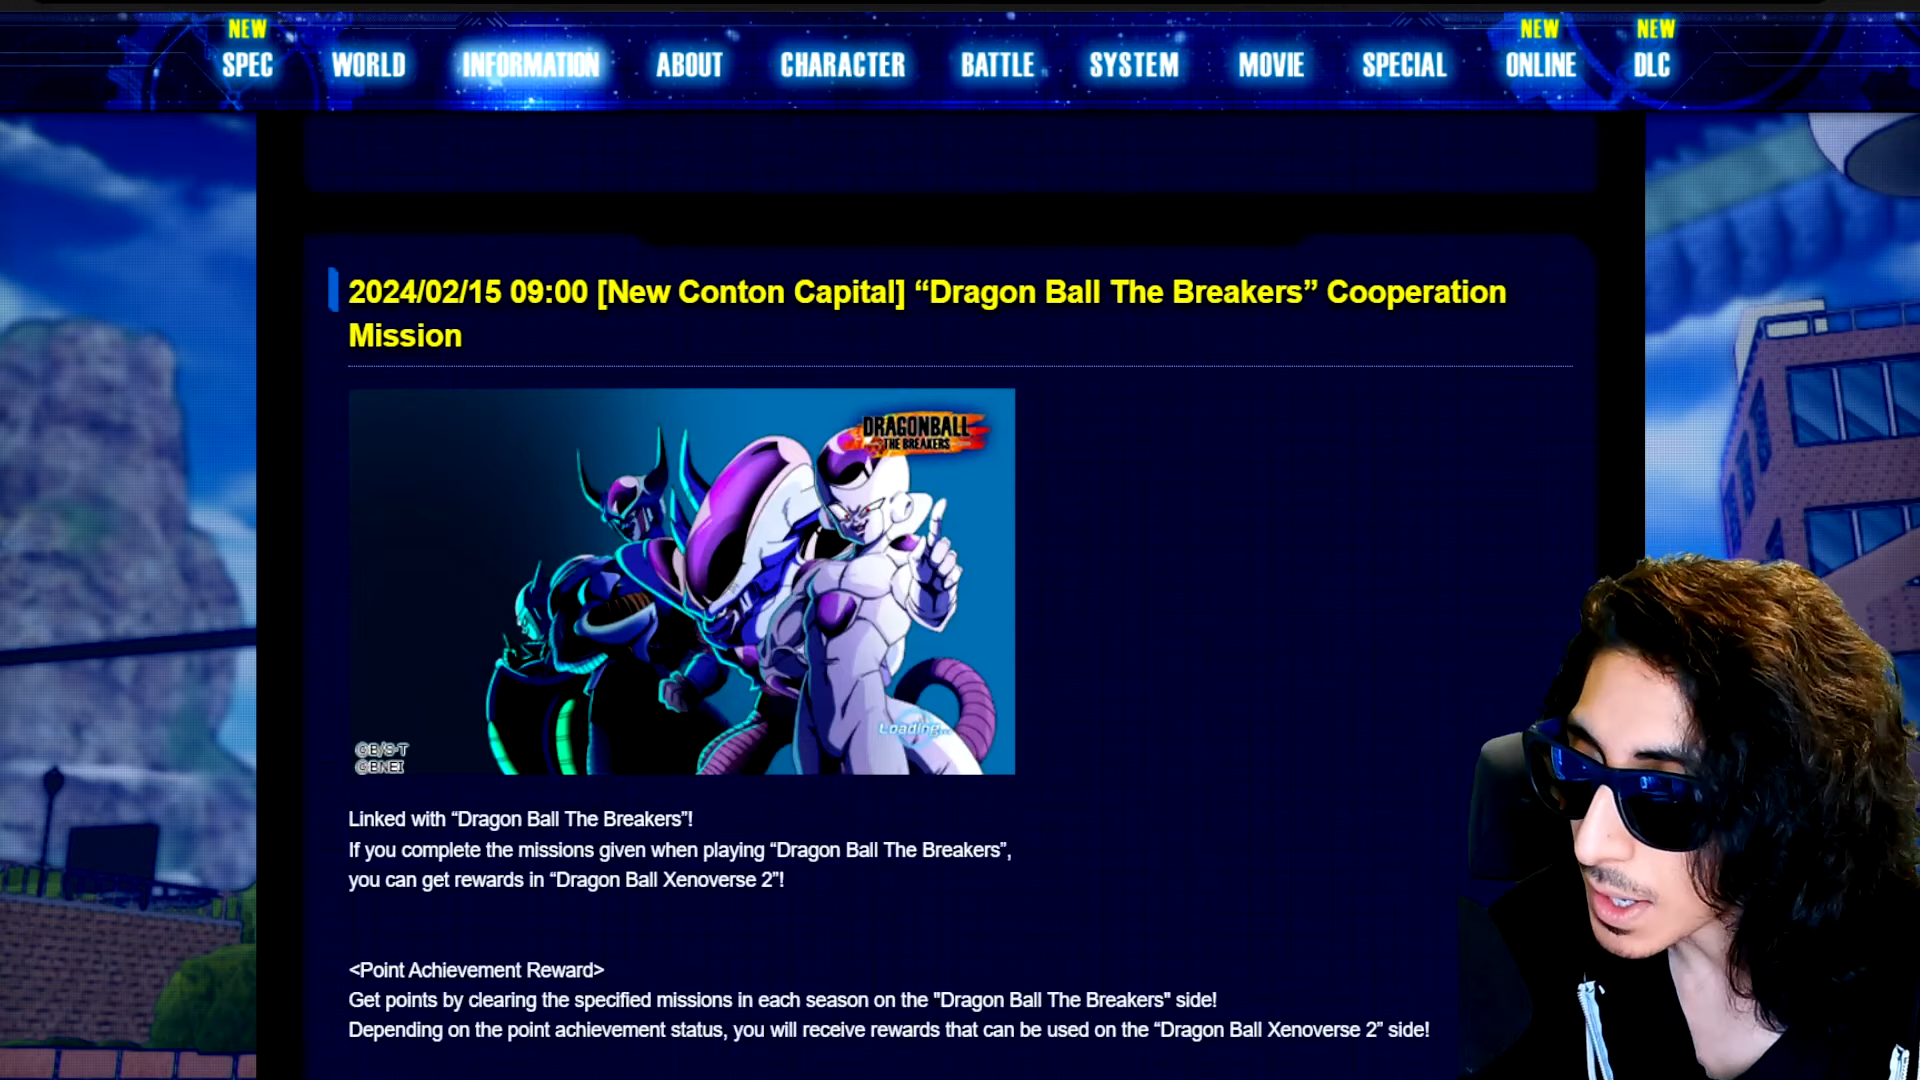 NEW
NEW
NEW
SPEC
WORLD
INFORMATION
ABOUT
CHARACTER
BATTLE
SYSTEM
MOVIE
SPECIAL
ONLINE
DLC
2024/02/15 09:00 [New Conton Capital] “Dragon Ball The Breakers” Cooperation
Mission
DRAGONBALL
THE BREAKERS
Loading...
©B/S·T
©BNEI
Linked with “Dragon Ball The Breakers”!
If you complete the missions given when playing “Dragon Ball The Breakers”,
you can get rewards in “Dragon Ball Xenoverse 2”!
<Point Achievement Reward>
Get points by clearing the specified missions in each season on the "Dragon Ball The Breakers" side!
Depending on the point achievement status, you will receive rewards that can be used on the “Dragon Ball Xenoverse 2” side!